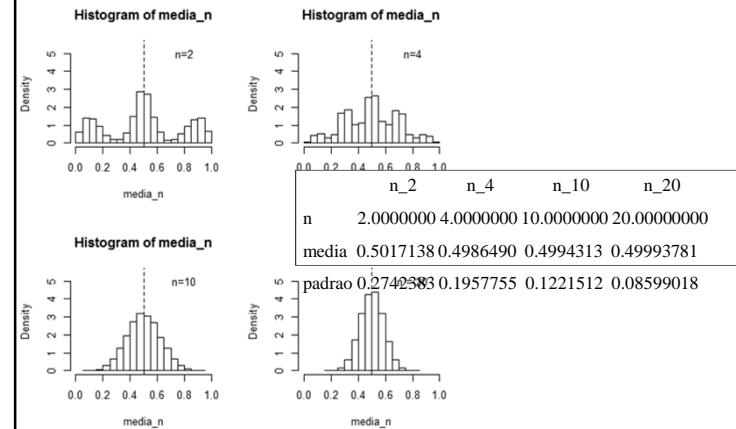 Histogram of media_n
n=2
Density
0 1 2 3 4 5
0.0 0.2 0.4 0.6 0.8 1.0
media_n
Histogram of media_n
n=4
Density
0 1 2 3 4 5
0.0 0.2 0.4 0.6 0.8 1.0
n_2 n_4 n_10 n_20
n 2.0000000 4.0000000 10.0000000 20.00000000
media 0.5017138 0.4986490 0.4994313 0.49993781
padrao 0.2742383 0.1957755 0.1221512 0.08599018
Histogram of media_n
n=10
Density
0 1 2 3 4 5
0.0 0.2 0.4 0.6 0.8 1.0
media_n
Density
0 1 2 3 4 5
0.0 0.2 0.4 0.6 0.8 1.0
media_n